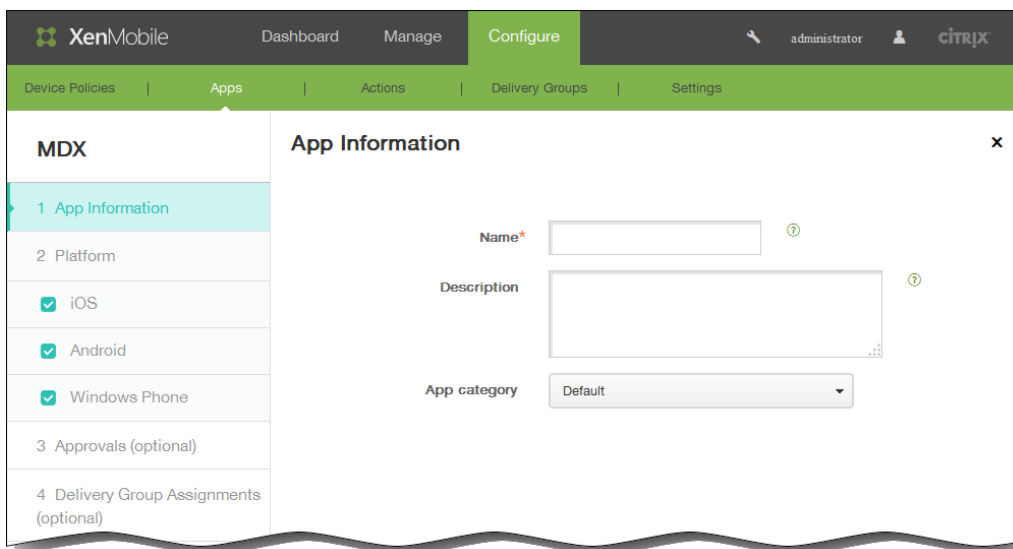 XenMobile Dashboard Manage Configure administrator CITRIX
Device Policies | Apps | Actions | Delivery Groups | Settings
MDX
1 App Information
2 Platform
iOS
Android
Windows Phone
3 Approvals (optional)
4 Delivery Group Assignments
(optional)
App Information
Name*
Description
App category Default